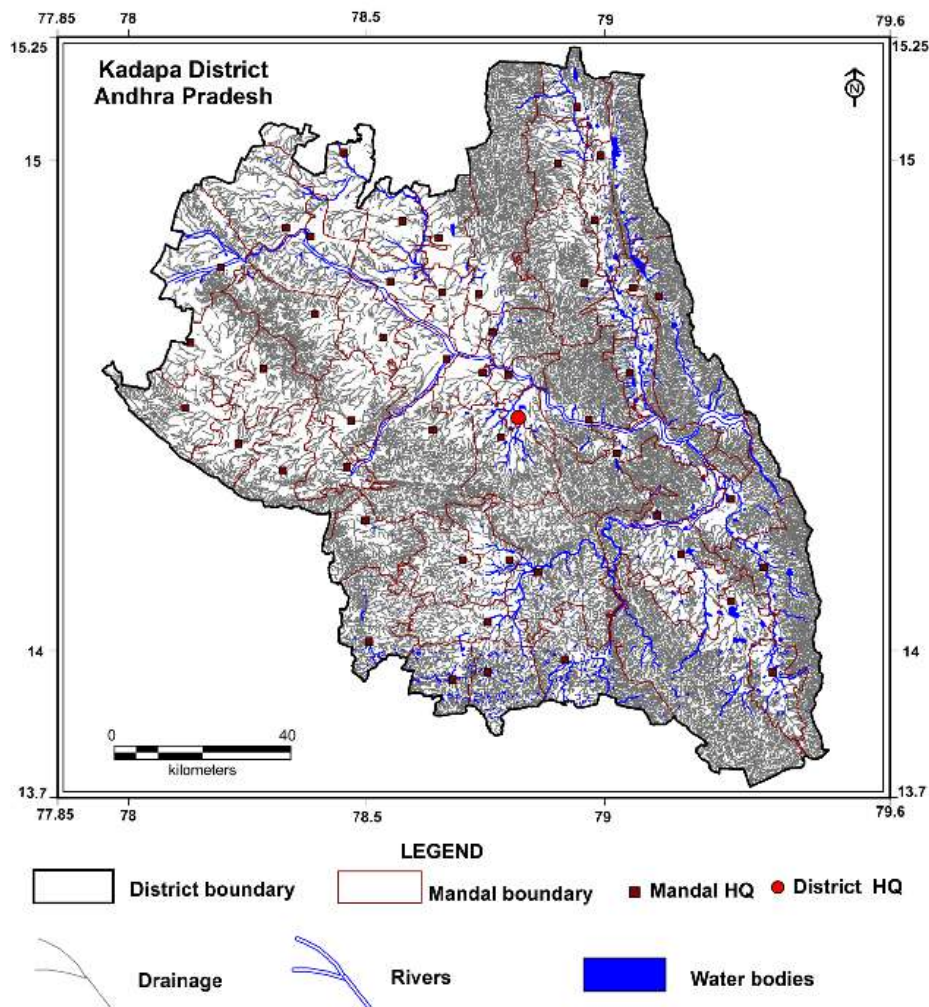 77.85 78 78.5 79 79.6
15.25 15.25
Kadapa District
Andhra Pradesh
N
15 15
14 14
0 40
kilometers
13.7 13.7
77.85 78 78.5 79 79.6
LEGEND
District boundary Mandal boundary Mandal HQ District HQ
Drainage Rivers Water bodies